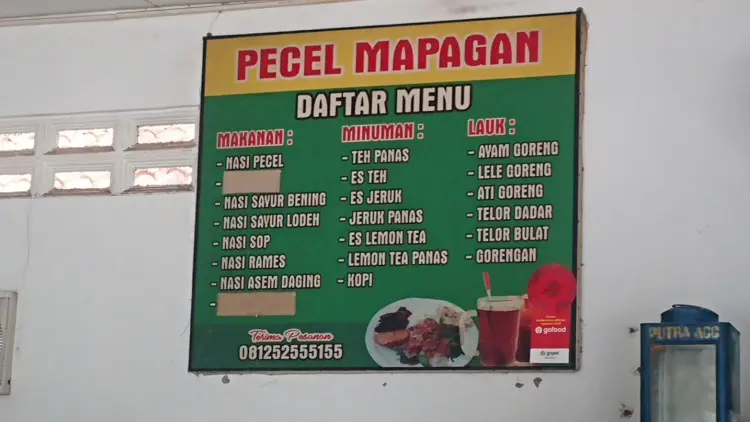 PECEL MAPAGAN
DAFTAR MENU
MAKANAN :
- NASI PECEL
-
- NASI SAYUR BENING
- NASI SAYUR LODEH
- NASI SOP
- NASI RAMES
- NASI ASEM DAGING
-
MINUMAN :
- TEH PANAS
- ES TEH
- ES JERUK
- JERUK PANAS
- ES LEMON TEA
- LEMON TEA PANAS
- KOPI
LAUK :
- AYAM GORENG
- LELE GORENG
- ATI GORENG
- TELOR DADAR
- TELOR BULAT
- GORENGAN
Terima Pesanan
081252555155
gofood
gopay
PUTRA ACC